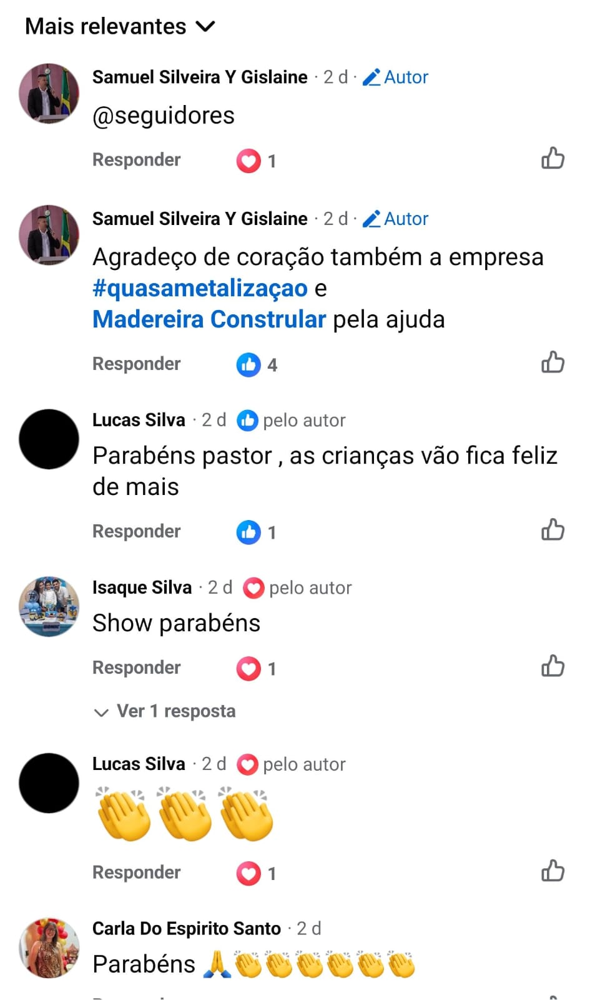 Mais relevantes
Samuel Silveira Y Gislaine · 2 d · Autor
@seguidores
Responder 1
Samuel Silveira Y Gislaine · 2 d · Autor
Agradeço de coração também a empresa
#quasametalizaçao e
Madereira Constrular pela ajuda
Responder 4
Lucas Silva · 2 d pelo autor
Parabéns pastor , as crianças vão fica feliz
de mais
Responder 1
Isaque Silva · 2 d pelo autor
Show parabéns
Responder 1
Ver 1 resposta
Lucas Silva · 2 d pelo autor
👏👏👏
Responder 1
Carla Do Espirito Santo · 2 d
Parabéns 🙏👏👏👏👏👏👏